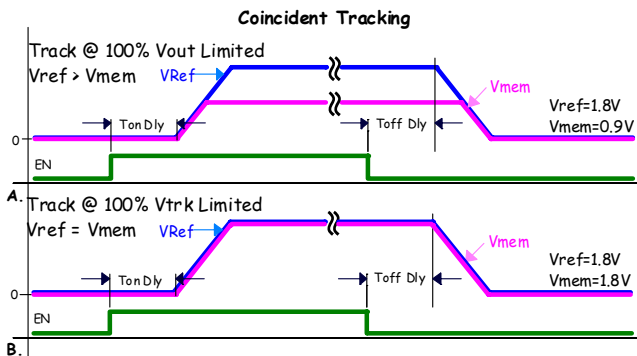 Coincident Tracking
Track @ 100% Vout Limited
Vref > Vmem
VRef
Vmem
Vref=1.8V
Vmem=0.9V
Ton Dly
Toff Dly
0
EN
A.
Track @ 100% Vtrk Limited
Vref = Vmem
VRef
Vmem
Vref=1.8V
Vmem=1.8V
Ton Dly
Toff Dly
0
EN
B.